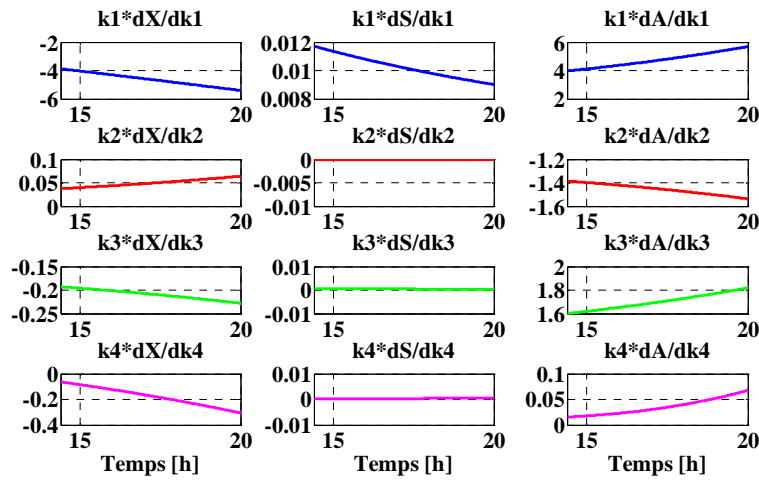 k1*dX/dk1 k1*dS/dk1 k1*dA/dk1
-2 0.012 6
-4 0.01 4
-6 0.008 2
15 20 15 20 15 20
k2*dX/dk2 k2*dS/dk2 k2*dA/dk2
0.1 0 -1.2
0.05 -0.005 -1.4
0 -0.01 -1.6
15 20 15 20 15 20
k3*dX/dk3 k3*dS/dk3 k3*dA/dk3
-0.15 0.01 2
-0.2 0 1.8
-0.25 -0.01 1.6
15 20 15 20 15 20
k4*dX/dk4 k4*dS/dk4 k4*dA/dk4
0 0.01 0.1
-0.2 0 0.05
-0.4 -0.01 0
15 20 15 20 15 20
Temps [h] Temps [h] Temps [h]